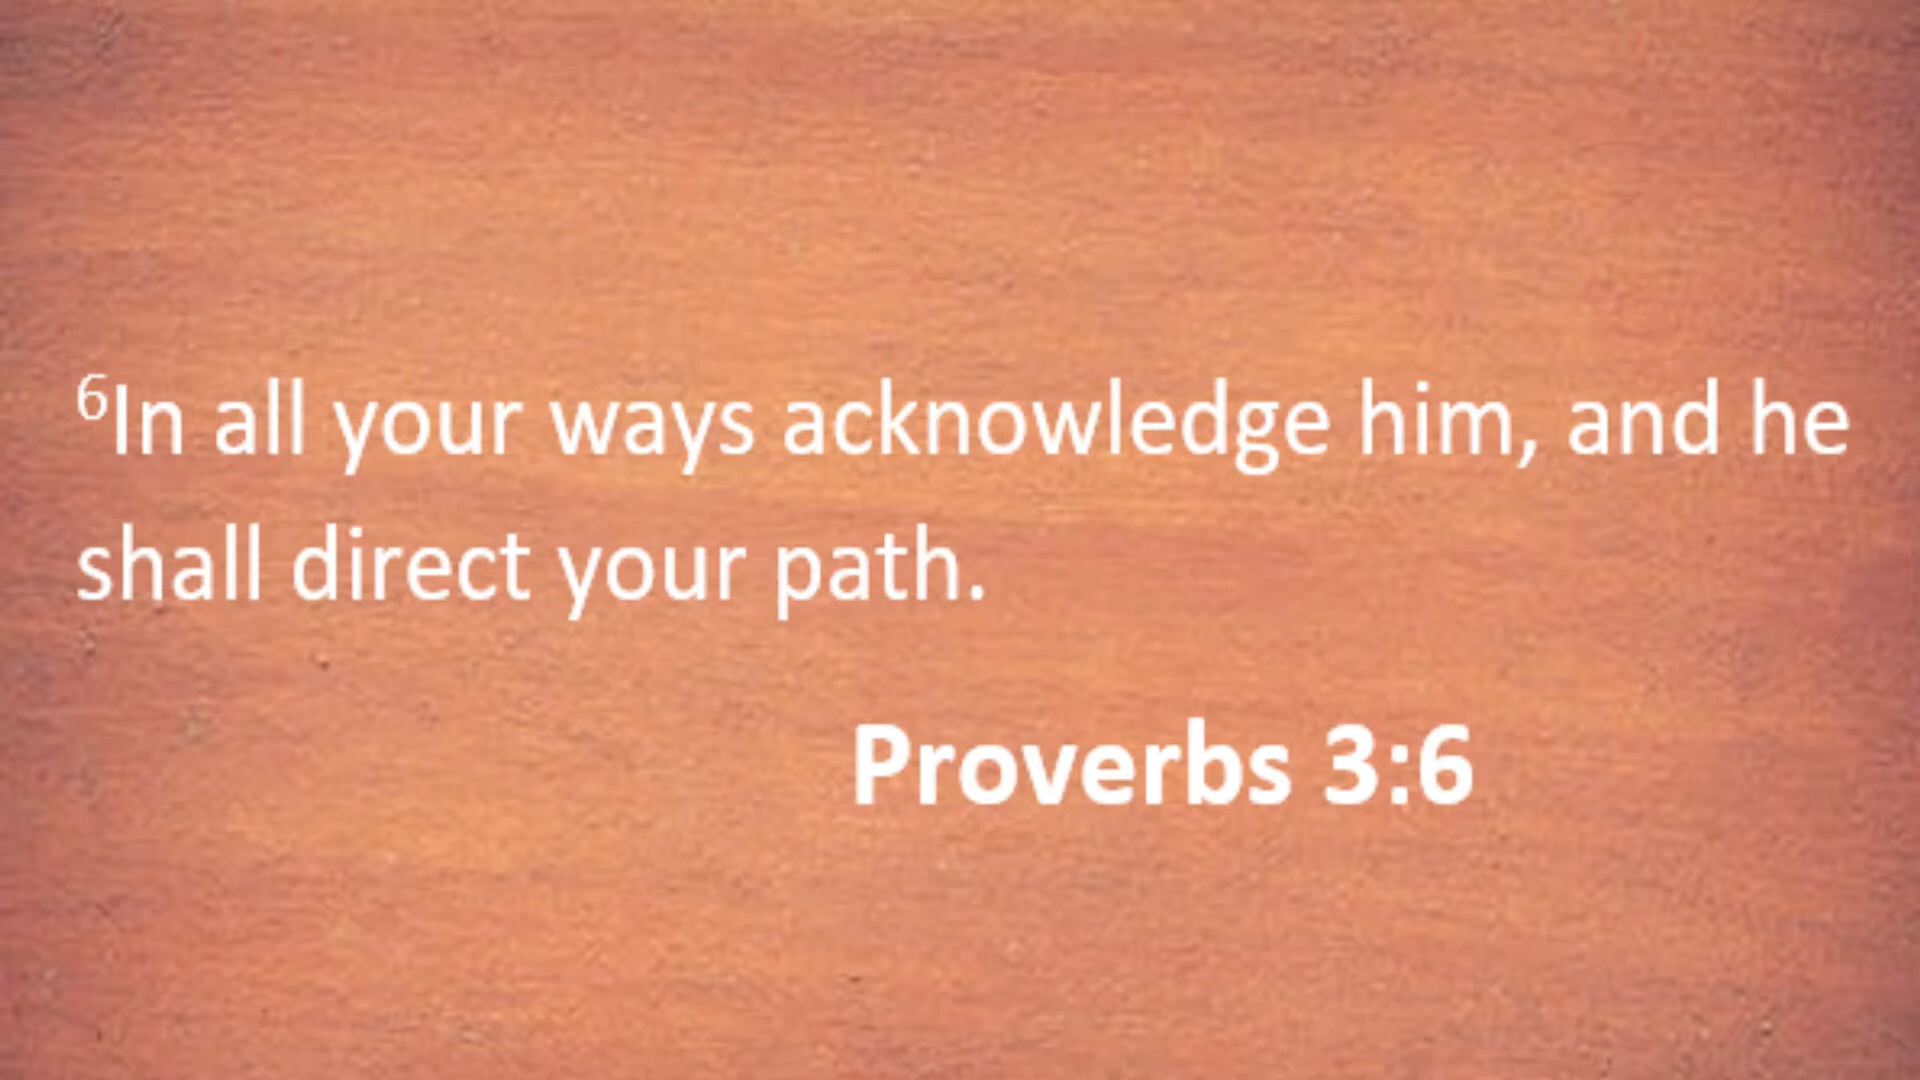 ⁶In all your ways acknowledge him, and he
shall direct your path.
Proverbs 3:6